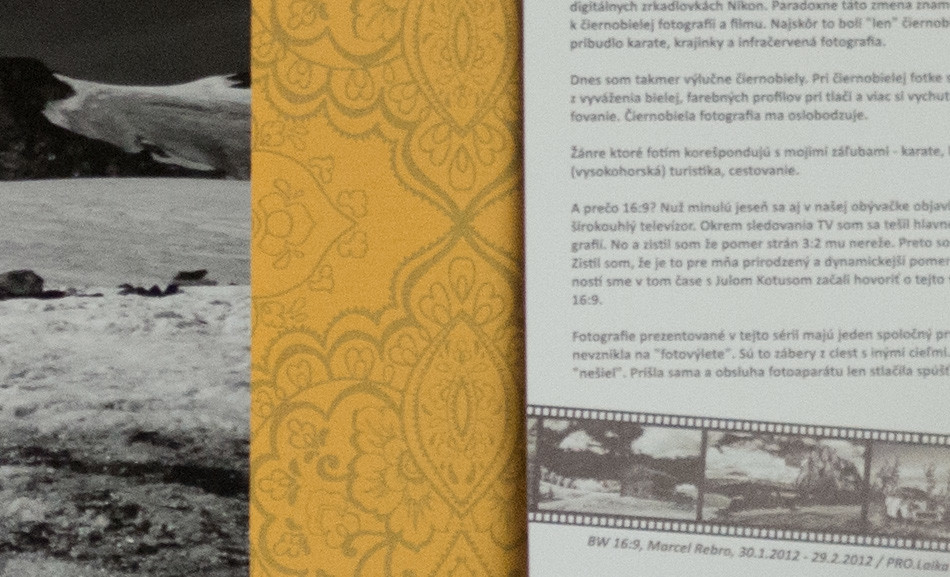 digitálnych zrkadlovkách Nikon. Paradoxne táto zmena znam
k čiernobielej fotografii a filmu. Najskôr to boli "len" čierno
pribudlo karate, krajinky a infračervená fotografia.
Dnes som takmer výlučne čiernobiely. Pri čiernobielej fotke
z vyváženia bielej, farebných profilov pri tlači a viac si vychut
fovanie. Čiernobiela fotografia ma oslobodzuje.
Žánre ktoré fotím korešpondujú s mojimi záľubami - karate,
(vysokohorská) turistika, cestovanie.
A prečo 16:9? Nuž minulú jeseň sa aj v našej obývačke objavi
širokouhlý televízor. Okrem sledovania TV som sa tešil hlavn
grafií. No a zistil som že pomer strán 3:2 mu nereže. Preto so
Zistil som, že je to pre mňa prirodzený a dynamickejší pomer
ností sme v tom čase s Julom Kotusom začali hovoriť o tejto
16:9.
Fotografie prezentované v tejto sérii majú jeden spoločný pr
nevznikla na "fotovýlete". Sú to zábery z ciest s inými cieľmi.
"nešiel". Prišla sama a obsluha fotoaparátu len stlačila spúšť
BW 16:9, Marcel Rebro, 30.1.2012 - 29.2.2012 / PRO.Laika